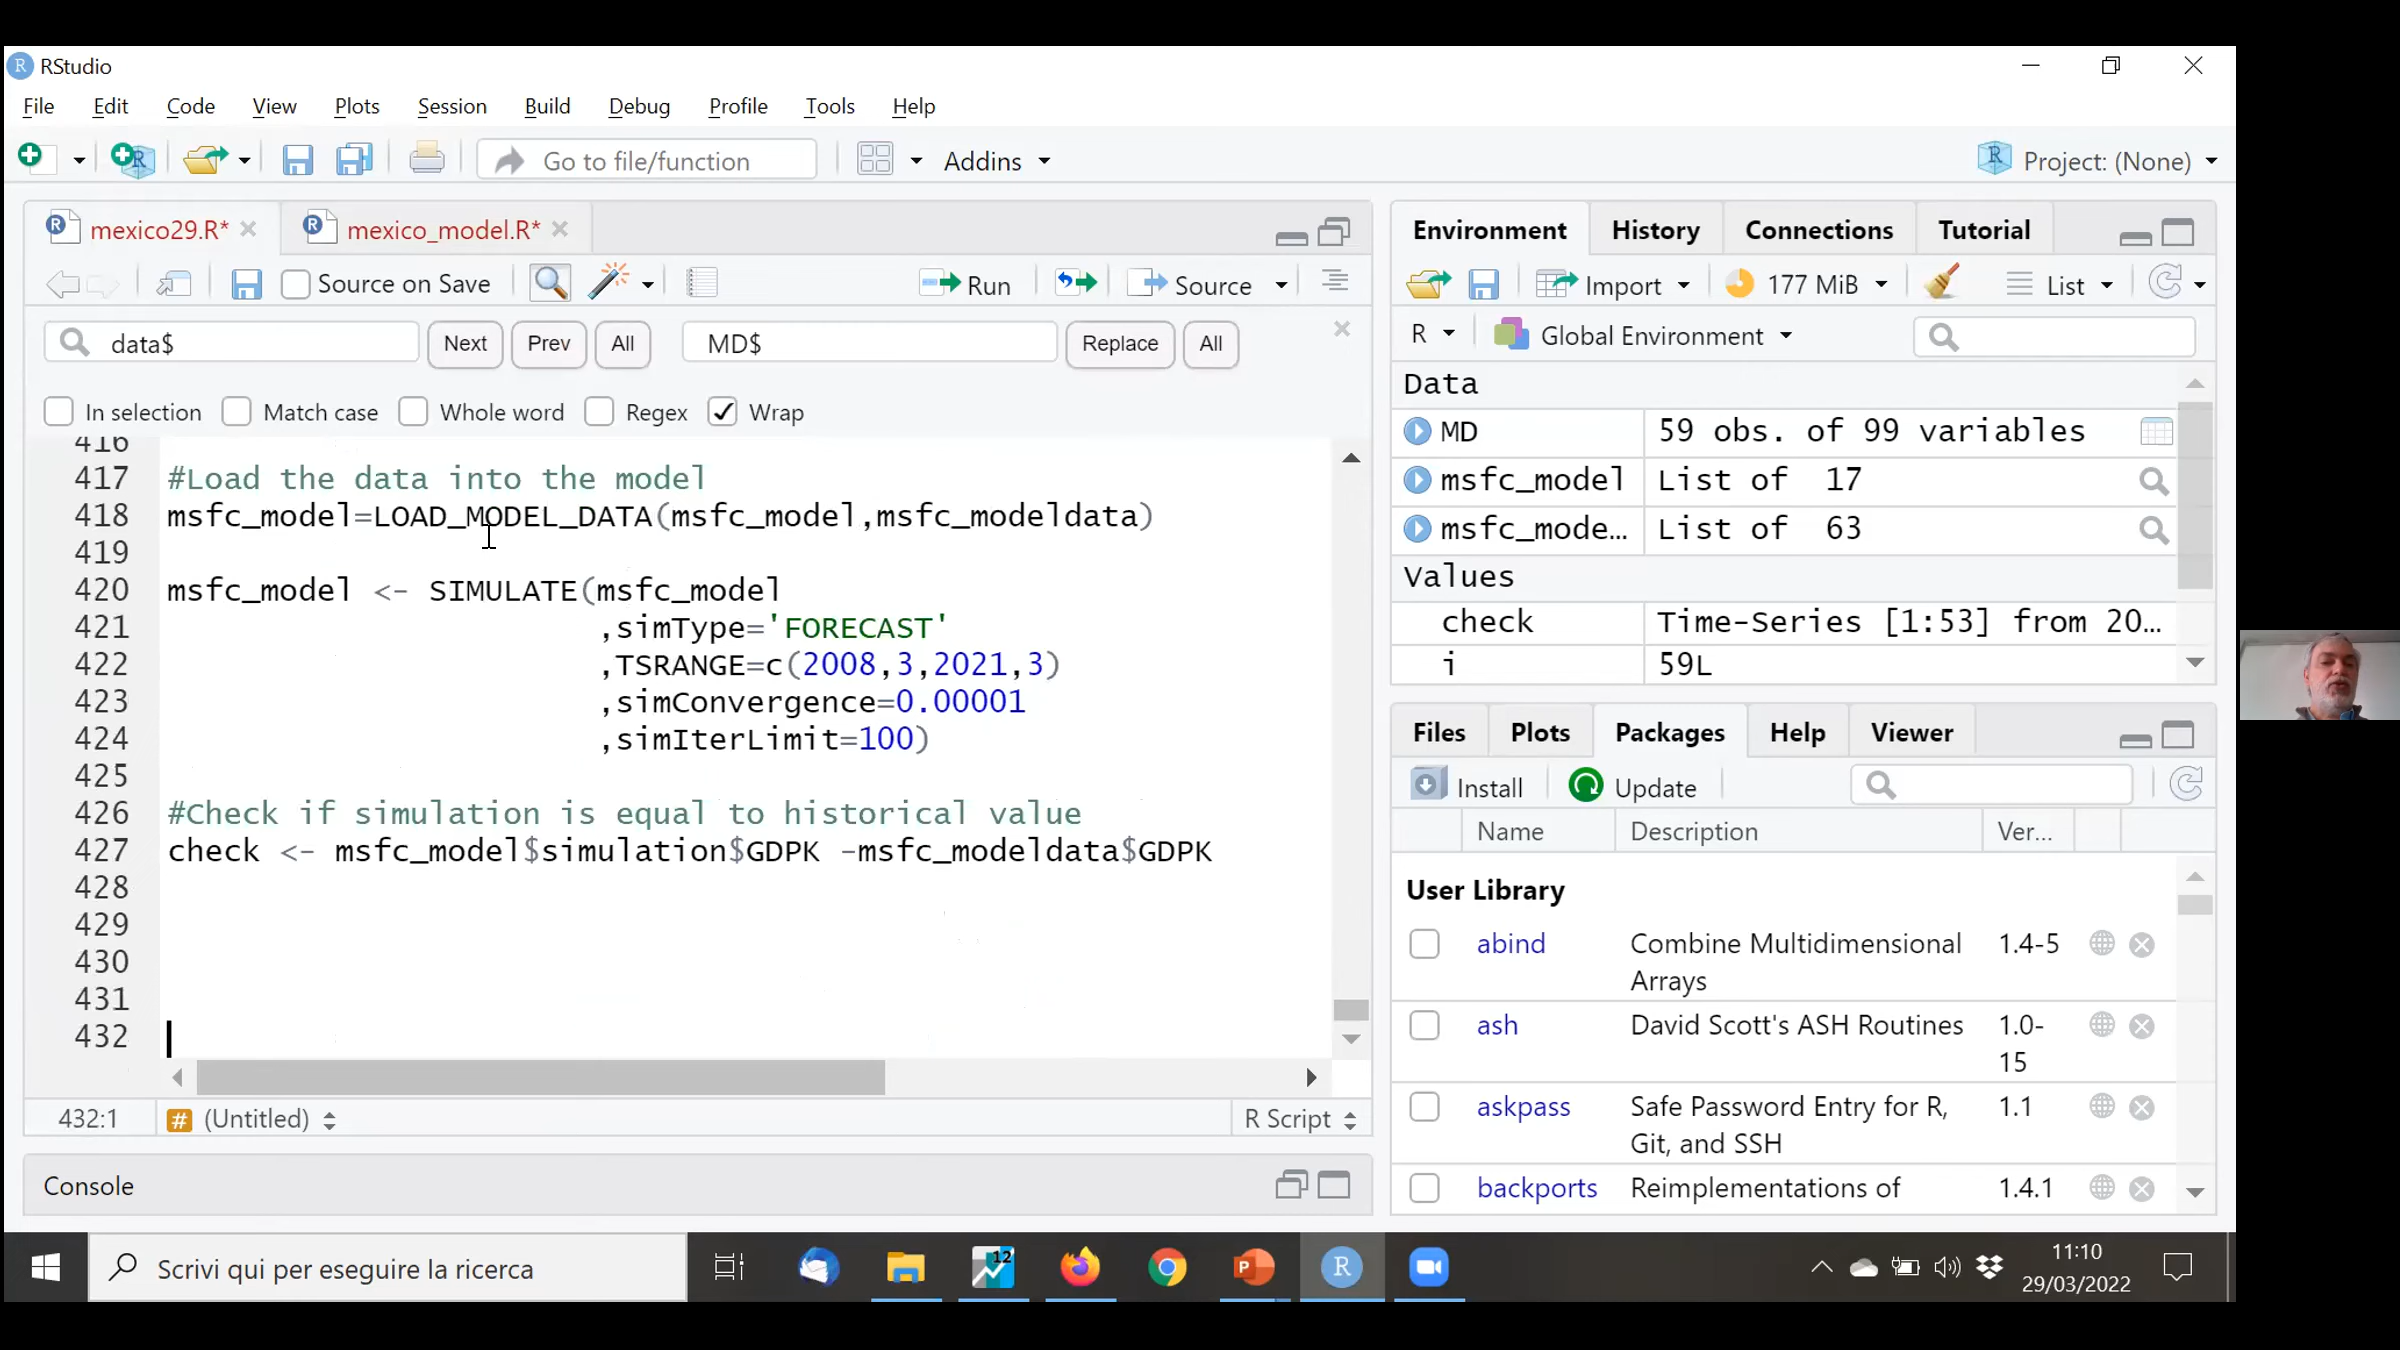 RStudio
File Edit Code View Plots Session Build Debug Profile Tools Help
Go to file/function Addins Project: (None)
mexico29.R* mexico_model.R*
Source on Save Run Source
data$ Next Prev All MD$ Replace All
In selection Match case Whole word Regex Wrap
416
417 #Load the data into the model
418 msfc_model=LOAD_MODEL_DATA(msfc_model,msfc_modeldata)
419
420 msfc_model <- SIMULATE(msfc_model
421 ,simType='FORECAST'
422 ,TSRANGE=c(2008,3,2021,3)
423 ,simConvergence=0.00001
424 ,simIterLimit=100)
425
426 #Check if simulation is equal to historical value
427 check <- msfc_model$simulation$GDPK -msfc_modeldata$GDPK
428
429
430
431
432
432:1 # (Untitled) R Script
Console
Environment History Connections Tutorial
Import 177 MiB List
R Global Environment
Data
MD 59 obs. of 99 variables
msfc_model List of 17
msfc_mode… List of 63
Values
check Time-Series [1:53] from 20…
i 59L
Files Plots Packages Help Viewer
Install Update
Name Description Ver...
User Library
abind Combine Multidimensional Arrays 1.4-5
ash David Scott's ASH Routines 1.0-15
askpass Safe Password Entry for R, Git, and SSH 1.1
backports Reimplementations of 1.4.1
Scrivi qui per eseguire la ricerca
12
11:10
29/03/2022